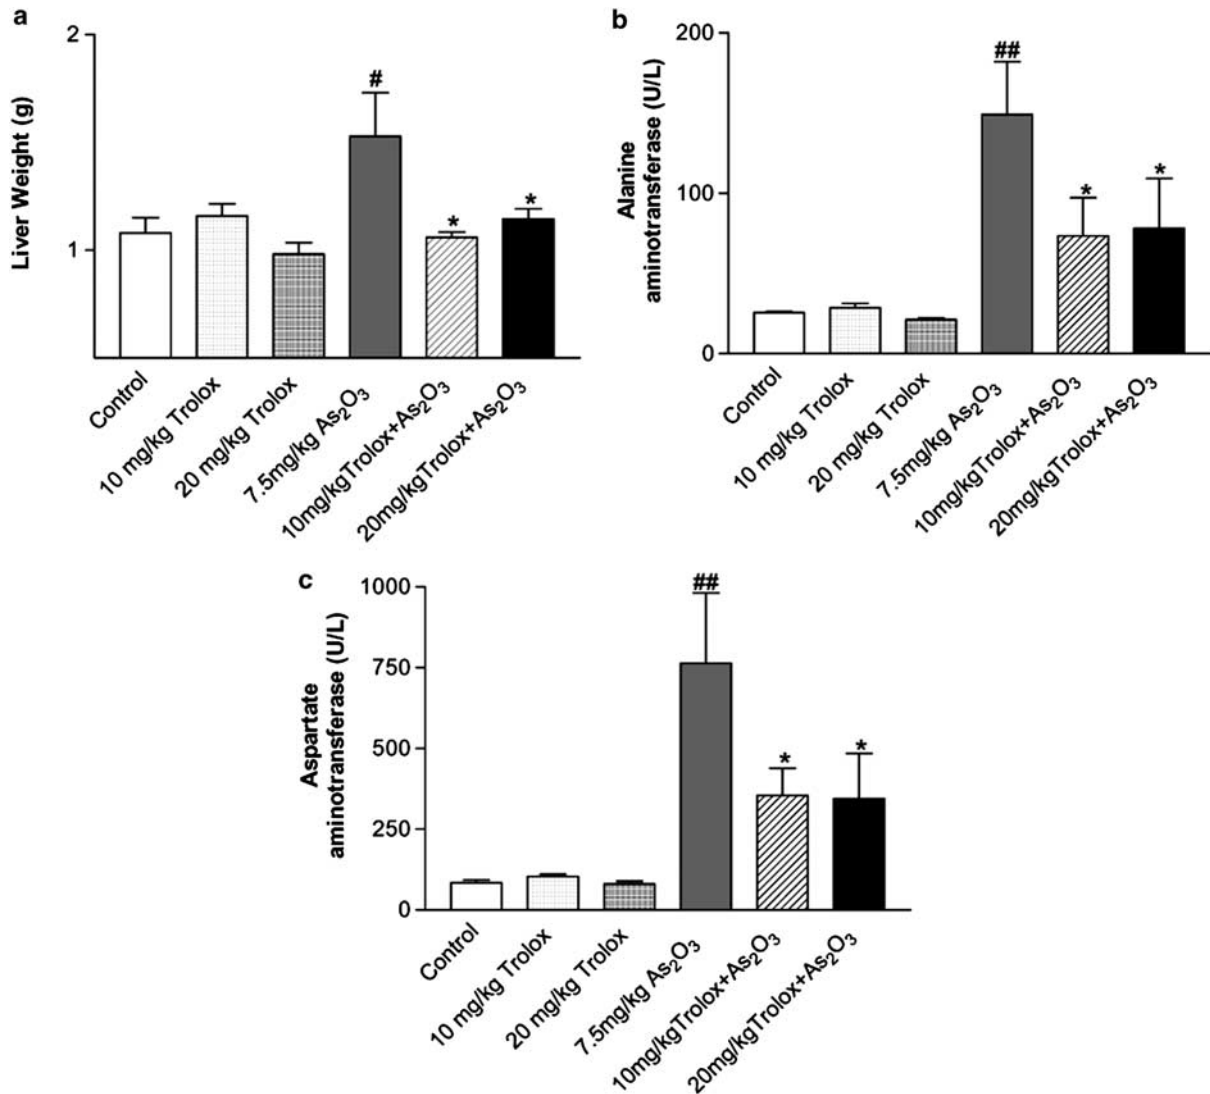 a
2
1
Liver Weight (g)
#
*
*
Control
10 mg/kg Trolox
20 mg/kg Trolox
7.5mg/kg As₂O₃
10mg/kgTrolox+As₂O₃
20mg/kgTrolox+As₂O₃
b
200
100
0
Alanine
aminotransferase (U/L)
##
*
*
Control
10 mg/kg Trolox
20 mg/kg Trolox
7.5mg/kg As₂O₃
10mg/kgTrolox+As₂O₃
20mg/kgTrolox+As₂O₃
c
1000
750
500
250
0
Aspartate
aminotransferase (U/L)
##
*
*
Control
10 mg/kg Trolox
20 mg/kg Trolox
7.5mg/kg As₂O₃
10mg/kgTrolox+As₂O₃
20mg/kgTrolox+As₂O₃